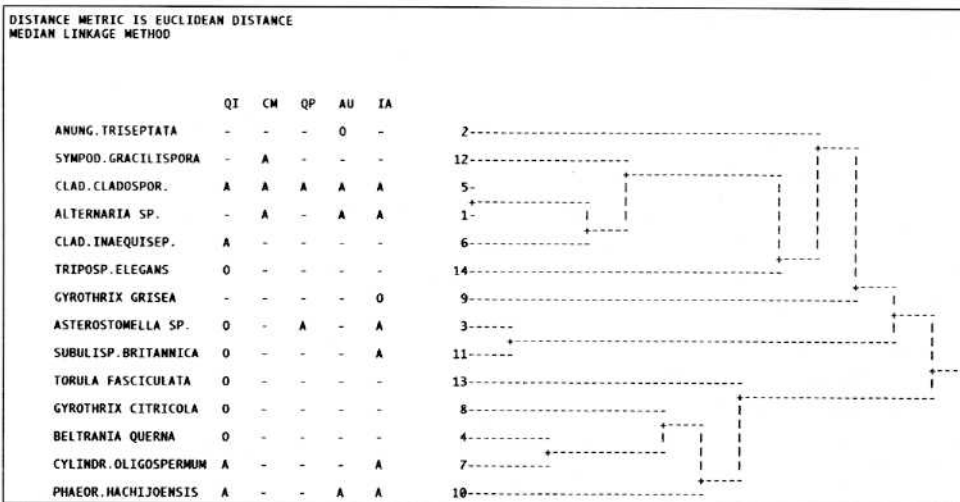 DISTANCE METRIC IS EUCLIDEAN DISTANCE
MEDIAN LINKAGE METHOD
QI CM QP AU IA
ANUNG.TRISEPTATA - - - O - 2
SYMPOD.GRACILISPORA - A - - - 12
CLAD.CLADOSPOR. A A A A A 5
ALTERNARIA SP. - A - A A 1
CLAD.INAEQUISEP. A - - - - 6
TRIPOSP.ELEGANS O - - - - 14
GYROTHRIX GRISEA - - - - O 9
ASTEROSTOMELLA SP. O - A - A 3
SUBULISP.BRITANNICA O - - - A 11
TORULA FASCICULATA O - - - - 13
GYROTHRIX CITRICOLA O - - - - 8
BELTRANIA QUERNA O - - - - 4
CYLINDR.OLIGOSPERMUM A - - - A 7
PHAEOR.HACHIJOENSIS A - - A A 10